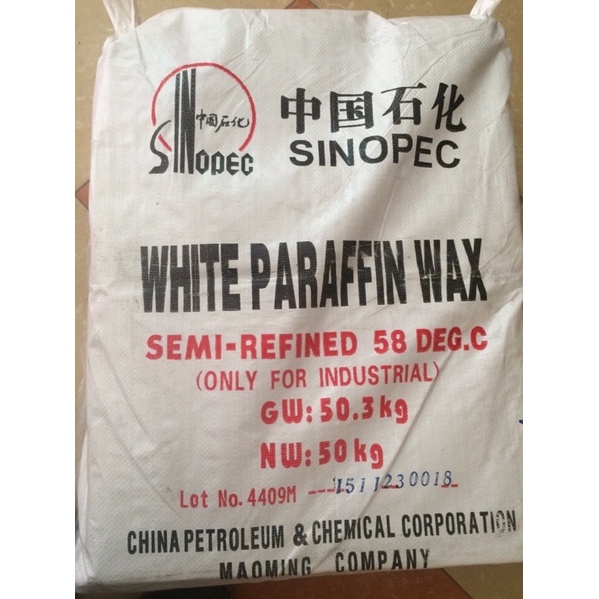 中国石化
SINOPEC
中国石化
SINOPEC
WHITE PARAFFIN WAX
SEMI-REFINED 58 DEG.C
(ONLY FOR INDUSTRIAL)
GW: 50.3kg
NW: 50kg
Lot No. 4409M ---1511230018--
CHINA PETROLEUM & CHEMICAL CORPORATION
MAOMING COMPANY